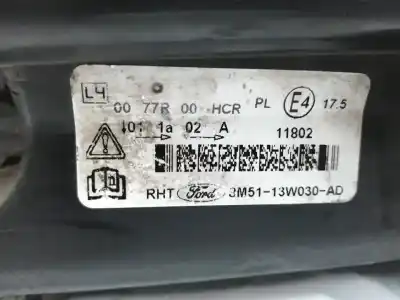 L4
00 77R 00 HCR PL E4 17.5
01 1a 02 A 11802
RHT Ford 3M51-13W030-AD